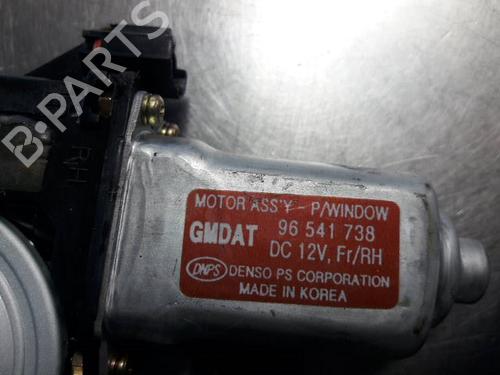 B-PARTS
RH
MOTOR ASS'Y - P/WINDOW
GMDAT 96 541 738
DC 12V, Fr/RH
DNPS DENSO PS CORPORATION
MADE IN KOREA